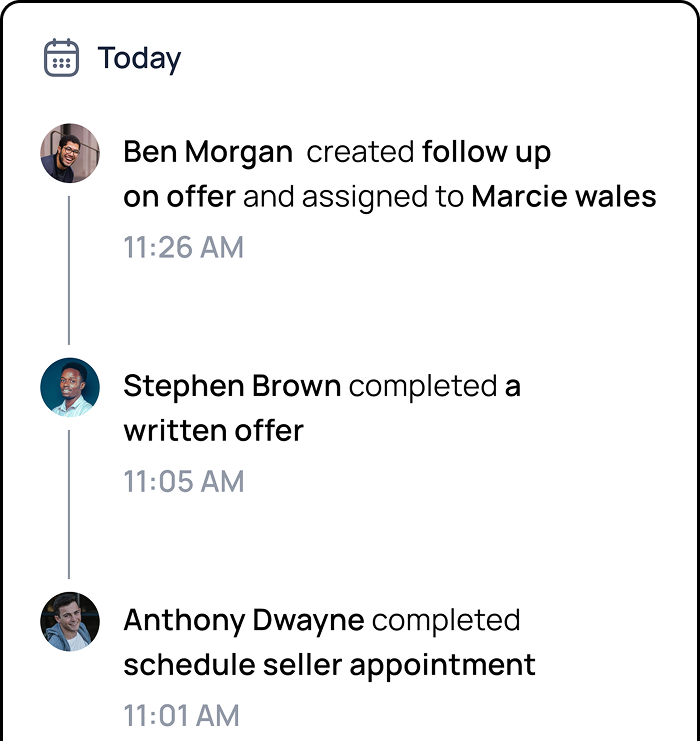 Today
Ben Morgan created follow up
on offer and assigned to Marcie wales
11:26 AM
Stephen Brown completed a
written offer
11:05 AM
Anthony Dwayne completed
schedule seller appointment
11:01 AM